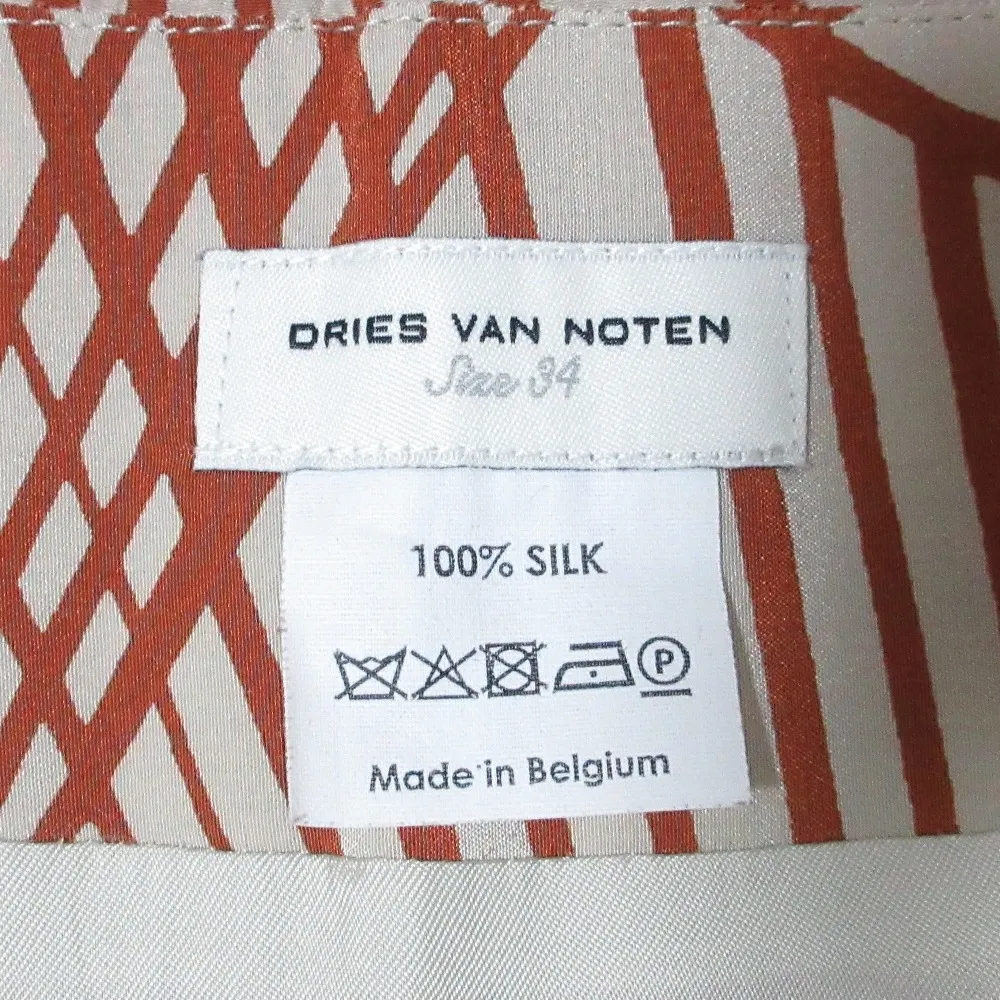 DRIES VAN NOTEN
Size 34
100% SILK
P
Made in Belgium